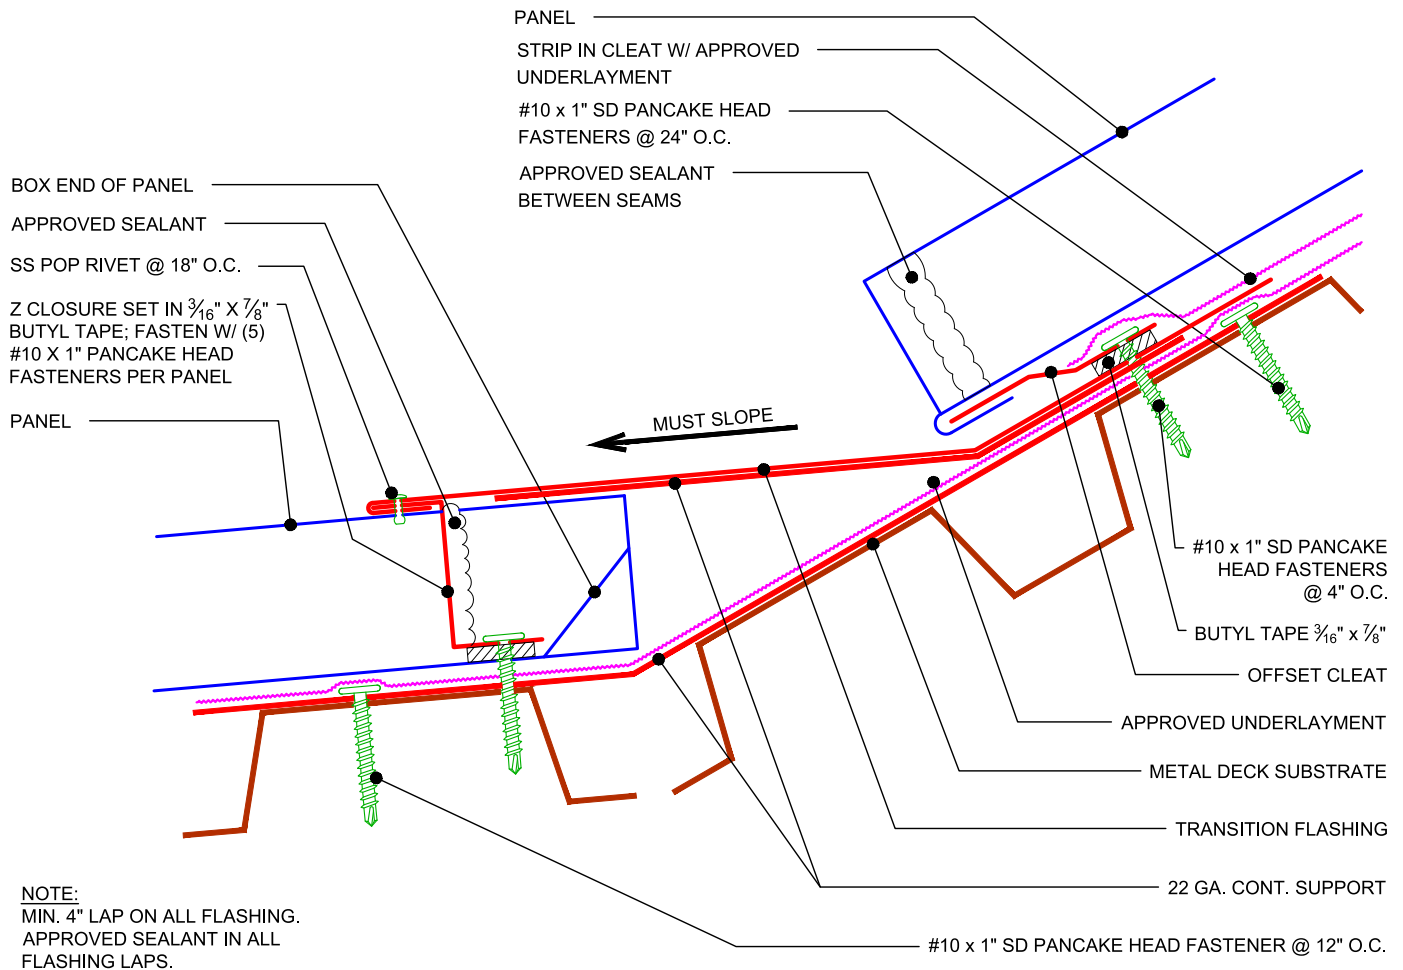 PANEL
STRIP IN CLEAT W/ APPROVED
UNDERLAYMENT
#10 x 1" SD PANCAKE HEAD
FASTENERS @ 24" O.C.
APPROVED SEALANT
BETWEEN SEAMS
BOX END OF PANEL
APPROVED SEALANT
SS POP RIVET @ 18" O.C.
Z CLOSURE SET IN 3/16" X 7/8"
BUTYL TAPE; FASTEN W/ (5)
#10 X 1" PANCAKE HEAD
FASTENERS PER PANEL
PANEL
MUST SLOPE
#10 x 1" SD PANCAKE
HEAD FASTENERS
@ 4" O.C.
BUTYL TAPE 3/16" x 7/8"
OFFSET CLEAT
APPROVED UNDERLAYMENT
METAL DECK SUBSTRATE
TRANSITION FLASHING
22 GA. CONT. SUPPORT
#10 x 1" SD PANCAKE HEAD FASTENER @ 12" O.C.
NOTE:
MIN. 4" LAP ON ALL FLASHING.
APPROVED SEALANT IN ALL
FLASHING LAPS.